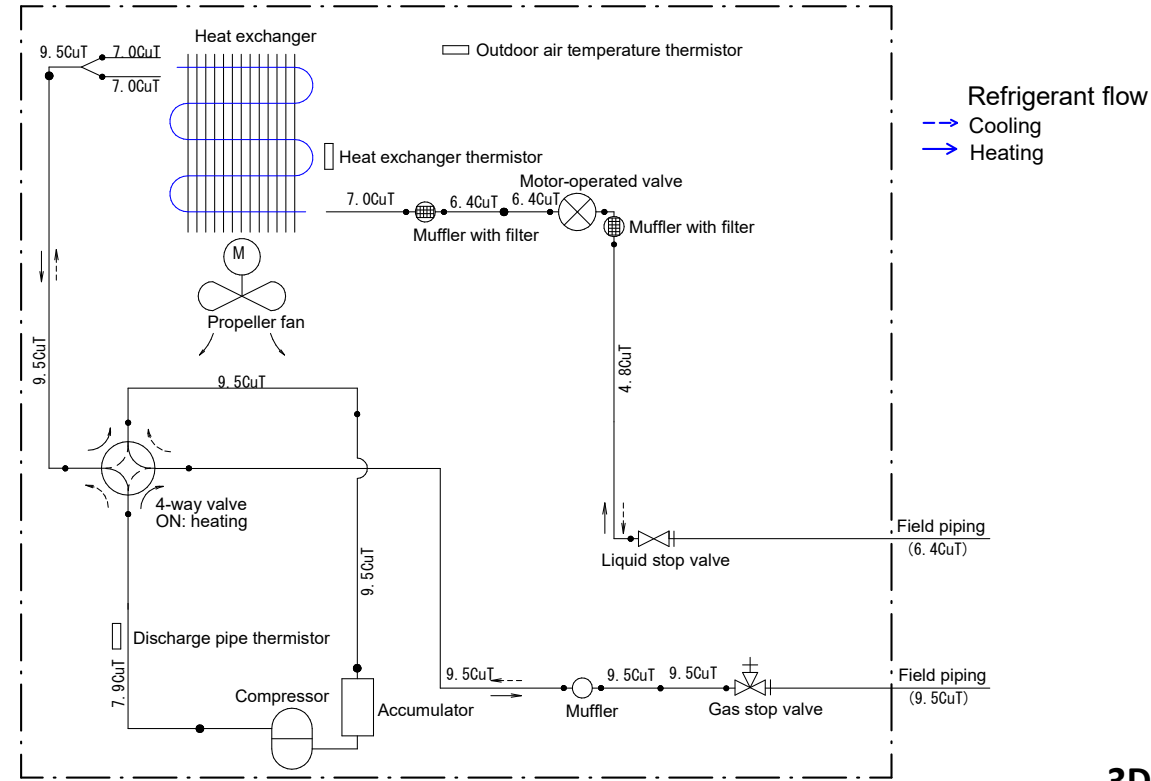 Heat exchanger
9.5CuT
7.0CuT
7.0CuT
Outdoor air temperature thermistor
Refrigerant flow
Cooling
Heating
Heat exchanger thermistor
Motor-operated valve
7.0CuT
6.4CuT
6.4CuT
Muffler with filter
Muffler with filter
M
Propeller fan
9.5CuT
4.8CuT
9.5CuT
4-way valve
ON: heating
Field piping
(6.4CuT)
Liquid stop valve
9.5CuT
Discharge pipe thermistor
7.9CuT
9.5CuT
9.5CuT
9.5CuT
Field piping
(9.5CuT)
Compressor
Accumulator
Muffler
Gas stop valve
3D